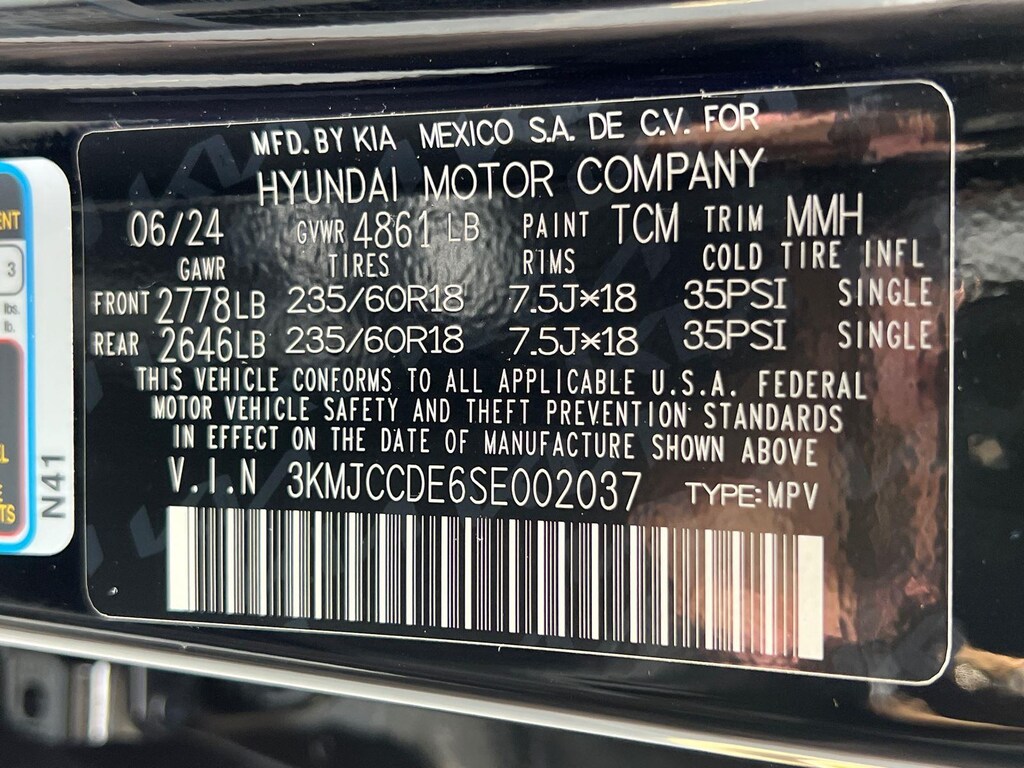 MFD. BY KIA MEXICO S.A. DE C.V. FOR
HYUNDAI MOTOR COMPANY
06/24 GVWR 4861 LB PAINT TCM TRIM MMH
GAWR TIRES RIMS COLD TIRE INFL
FRONT 2778LB 235/60R18 7.5J*18 35PSI SINGLE
REAR 2646LB 235/60R18 7.5J*18 35PSI SINGLE
THIS VEHICLE CONFORMS TO ALL APPLICABLE U.S.A. FEDERAL
MOTOR VEHICLE SAFETY AND THEFT PREVENTION STANDARDS
IN EFFECT ON THE DATE OF MANUFACTURE SHOWN ABOVE
V.I.N 3KMJCCDE6SE002037 TYPE: MPV
3
lbs.
lb.
N41